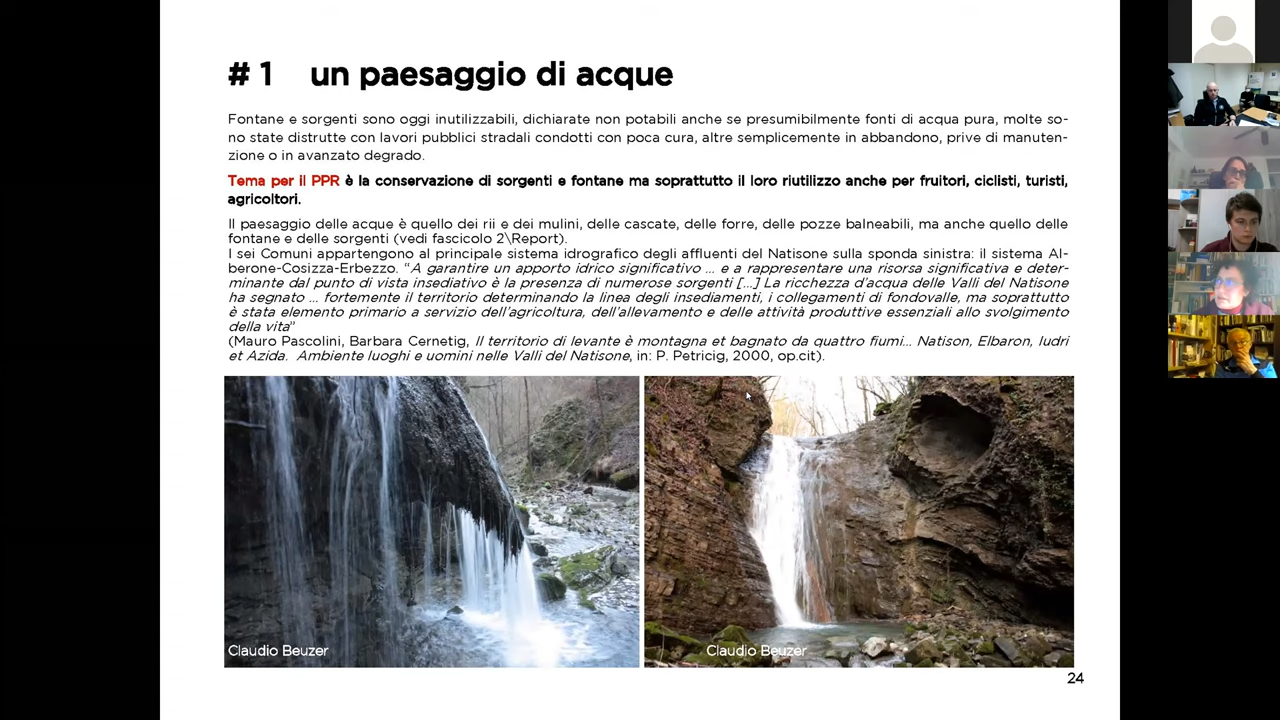 # 1 un paesaggio di acque
Fontane e sorgenti sono oggi inutilizzabili, dichiarate non potabili anche se presumibilmente fonti di acqua pura, molte so-
no state distrutte con lavori pubblici stradali condotti con poca cura, altre semplicemente in abbandono, prive di manuten-
zione o in avanzato degrado.
Tema per il PPR è la conservazione di sorgenti e fontane ma soprattutto il loro riutilizzo anche per fruitori, ciclisti, turisti,
agricoltori.
Il paesaggio delle acque è quello dei rii e dei mulini, delle cascate, delle forre, delle pozze balneabili, ma anche quello delle
fontane e delle sorgenti (vedi fascicolo 2\Report).
I sei Comuni appartengono al principale sistema idrografico degli affluenti del Natisone sulla sponda sinistra: il sistema Al-
berone-Cosizza-Erbezzo. “A garantire un apporto idrico significativo ... e a rappresentare una risorsa significativa e deter-
minante dal punto di vista insediativo è la presenza di numerose sorgenti [...] La ricchezza d’acqua delle Valli del Natisone
ha segnato ... fortemente il territorio determinando la linea degli insediamenti, i collegamenti di fondovalle, ma soprattutto
è stata elemento primario a servizio dell’agricoltura, dell’allevamento e delle attività produttive essenziali allo svolgimento
della vita”
(Mauro Pascolini, Barbara Cernetig, Il territorio di levante è montagna et bagnato da quattro fiumi... Natison, Elbaron, Iudri
et Azida. Ambiente luoghi e uomini nelle Valli del Natisone, in: P. Petricig, 2000, op.cit).
Claudio Beuzer
Claudio Beuzer
24